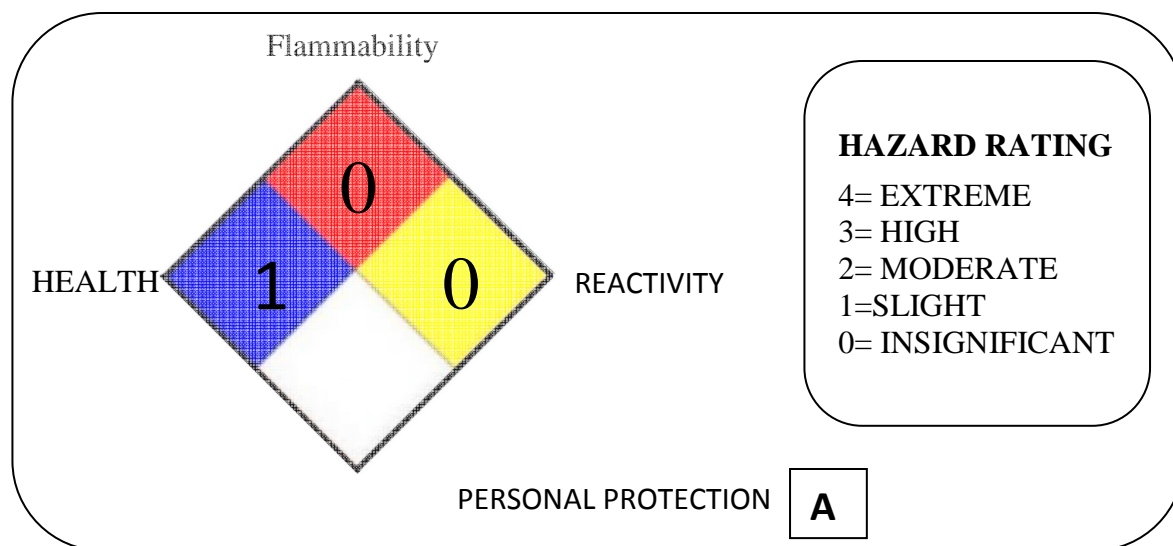 Flammability
0
HEALTH
1
0
REACTIVITY
HAZARD RATING
4= EXTREME
3= HIGH
2= MODERATE
1=SLIGHT
0= INSIGNIFICANT
PERSONAL PROTECTION A